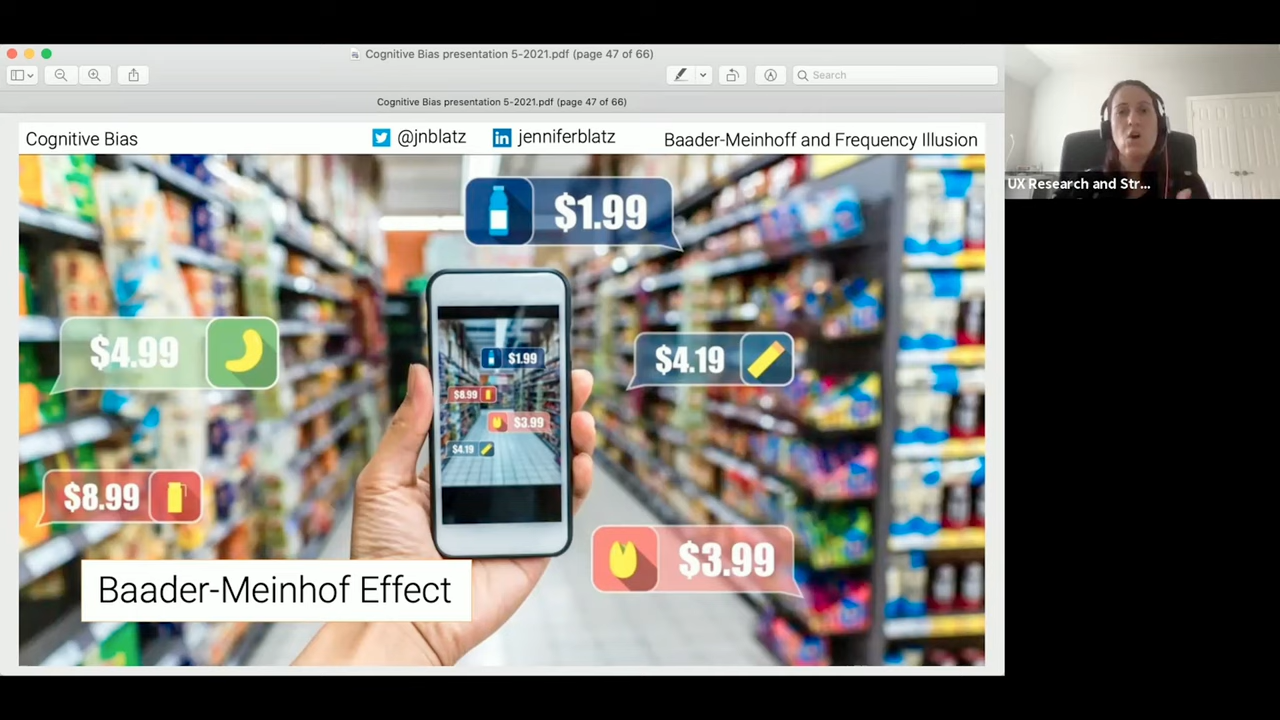 Cognitive Bias presentation 5-2021.pdf (page 47 of 66)
Search
Cognitive Bias presentation 5-2021.pdf (page 47 of 66)
Cognitive Bias
@jnblatz
in jenniferblatz
Baader-Meinhoff and Frequency Illusion
UX Research and Str...
$1.99
$4.99
$4.19
$1.99
$8.99
$3.99
$4.19
$8.99
$3.99
Baader-Meinhof Effect